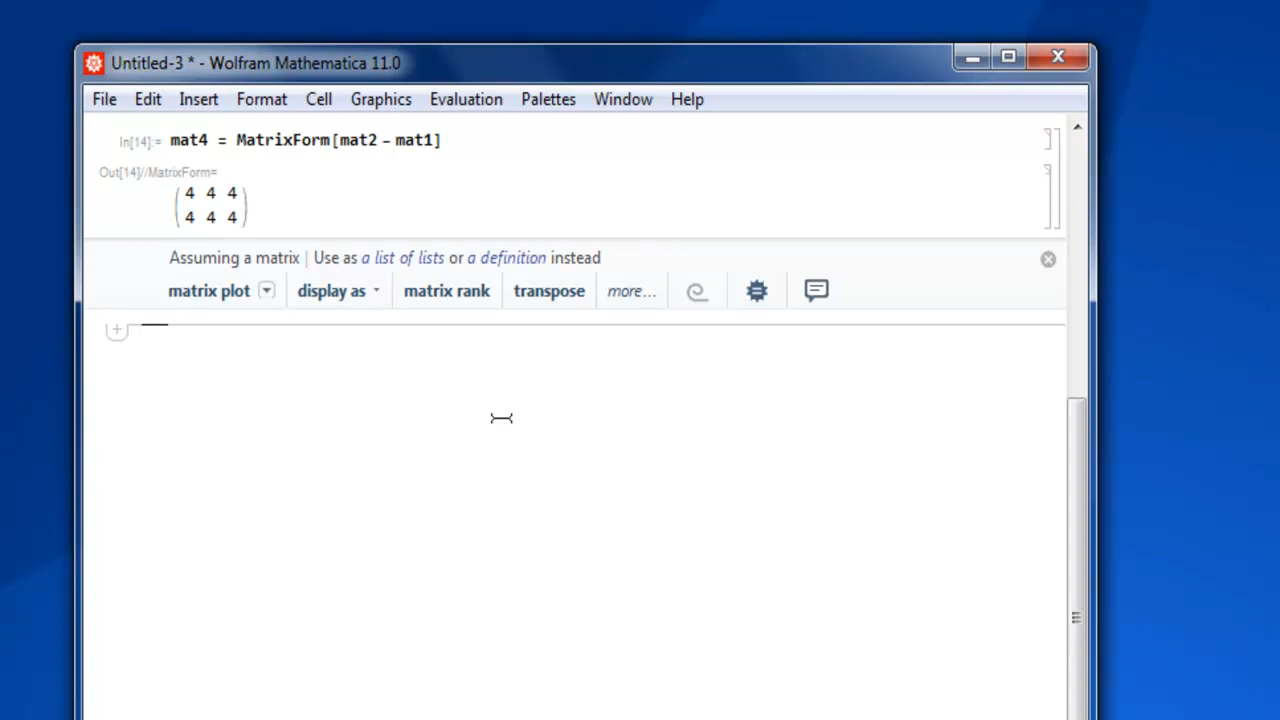 Untitled-3 * - Wolfram Mathematica 11.0
File Edit Insert Format Cell Graphics Evaluation Palettes Window Help
In[14]:= mat4 = MatrixForm[mat2 - mat1]
Out[14]//MatrixForm=
4 4 4
4 4 4
Assuming a matrix | Use as a list of lists or a definition instead
matrix plot display as matrix rank transpose more...